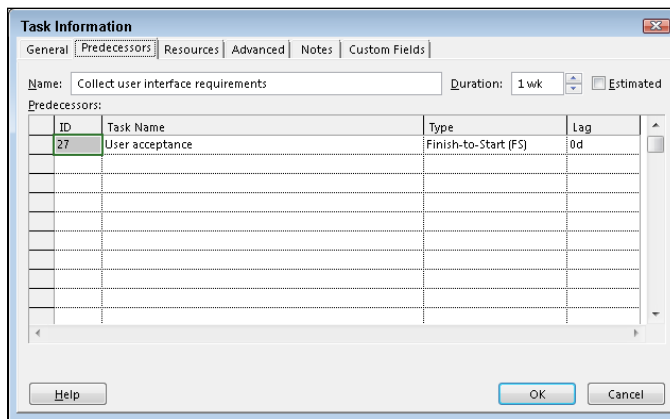 Task Information
General Predecessors Resources Advanced Notes Custom Fields
Name: Collect user interface requirements Duration: 1 wk Estimated
Predecessors:
ID Task Name Type Lag
27 User acceptance Finish-to-Start (FS) 0d
Help OK Cancel